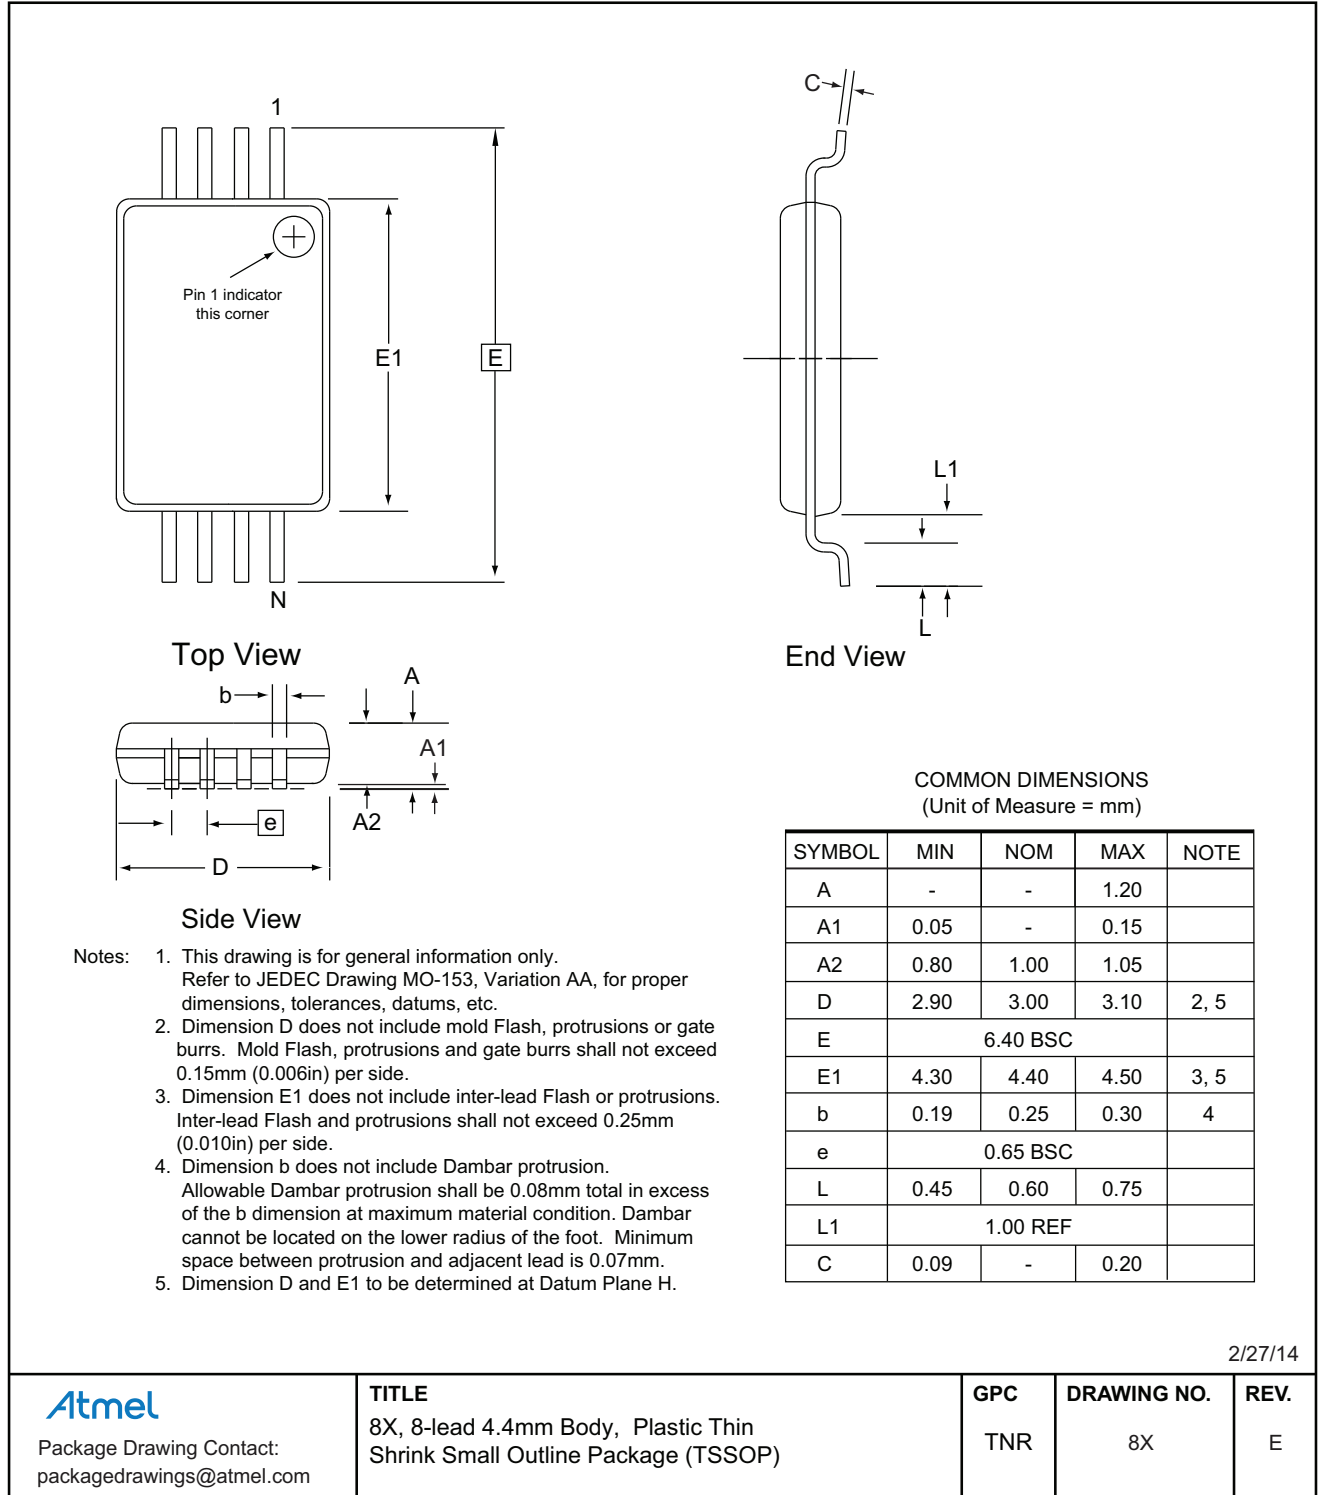 1
Pin 1 indicator
this corner
E1
E
N
Top View
C
L1
L
End View
b
A
A1
A2
e
D
Side View
COMMON DIMENSIONS
(Unit of Measure = mm)
SYMBOL MIN NOM MAX NOTE
A - - 1.20
A1 0.05 - 0.15
A2 0.80 1.00 1.05
D 2.90 3.00 3.10 2, 5
E 6.40 BSC
E1 4.30 4.40 4.50 3, 5
b 0.19 0.25 0.30 4
e 0.65 BSC
L 0.45 0.60 0.75
L1 1.00 REF
C 0.09 - 0.20
Notes: 1. This drawing is for general information only.
Refer to JEDEC Drawing MO-153, Variation AA, for proper
dimensions, tolerances, datums, etc.
2. Dimension D does not include mold Flash, protrusions or gate
burrs. Mold Flash, protrusions and gate burrs shall not exceed
0.15mm (0.006in) per side.
3. Dimension E1 does not include inter-lead Flash or protrusions.
Inter-lead Flash and protrusions shall not exceed 0.25mm
(0.010in) per side.
4. Dimension b does not include Dambar protrusion.
Allowable Dambar protrusion shall be 0.08mm total in excess
of the b dimension at maximum material condition. Dambar
cannot be located on the lower radius of the foot. Minimum
space between protrusion and adjacent lead is 0.07mm.
5. Dimension D and E1 to be determined at Datum Plane H.
2/27/14
Atmel
Package Drawing Contact:
packagedrawings@atmel.com
TITLE
8X, 8-lead 4.4mm Body, Plastic Thin
Shrink Small Outline Package (TSSOP)
GPC
TNR
DRAWING NO.
8X
REV.
E